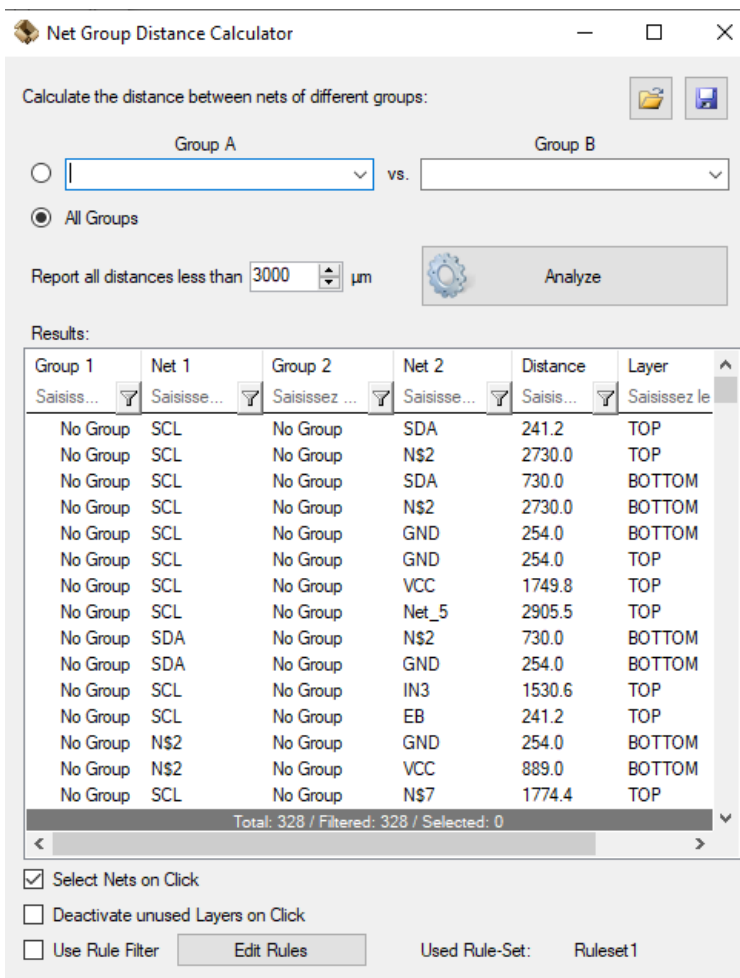 Net Group Distance Calculator
Calculate the distance between nets of different groups:
Group A Group B
vs.
All Groups
Report all distances less than 3000 µm Analyze
Results:
Group 1 Net 1 Group 2 Net 2 Distance Layer
Saisiss... Saisisse... Saisissez ... Saisisse... Saisis... Saisissez le
No Group SCL No Group SDA 241.2 TOP
No Group SCL No Group N$2 2730.0 TOP
No Group SCL No Group SDA 730.0 BOTTOM
No Group SCL No Group N$2 2730.0 BOTTOM
No Group SCL No Group GND 254.0 BOTTOM
No Group SCL No Group GND 254.0 TOP
No Group SCL No Group VCC 1749.8 TOP
No Group SCL No Group Net_5 2905.5 TOP
No Group SDA No Group N$2 730.0 BOTTOM
No Group SDA No Group GND 254.0 BOTTOM
No Group SCL No Group IN3 1530.6 TOP
No Group SCL No Group EB 241.2 TOP
No Group N$2 No Group GND 254.0 BOTTOM
No Group N$2 No Group VCC 889.0 BOTTOM
No Group SCL No Group N$7 1774.4 TOP
Total: 328 / Filtered: 328 / Selected: 0
Select Nets on Click
Deactivate unused Layers on Click
Use Rule Filter Edit Rules Used Rule-Set: Ruleset1